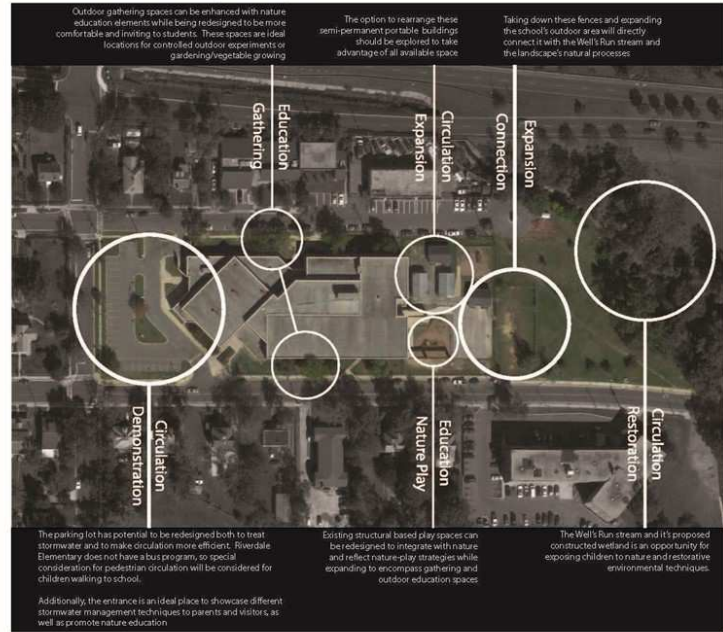 Outdoor gathering spaces can be enhanced with nature
education elements while being redesigned to be more
comfortable and inviting to students. These spaces are ideal
locations for controlled outdoor experiments or
gardening/vegetable growing
The option to rearrange these
semi-permanent portable buildings
should be explored to take
advantage of all available space
Taking down these fences and expanding
the school's outdoor area will directly
connect it with the Well's Run stream and
the landscape's natural processes
Education
Gathering
Circulation
Expansion
Expansion
Connection
Circulation
Demonstration
Education
Nature Play
Circulation
Restoration
The parking lot has potential to be redesigned both to treat
stormwater and to make circulation more efficient. Riverdale
Elementary does not have a bus program, so special
consideration for pedestrian circulation will be considered for
children walking to school.
Additionally, the entrance is an ideal place to showcase different
stormwater management techniques to parents and visitors, as
well as promote nature education
Existing structural based play spaces can
be redesigned to integrate with nature
and reflect nature-play strategies while
expanding to encompass gathering and
outdoor education spaces
The Well's Run stream and it's proposed
constructed wetland is an opportunity for
exposing children to nature and restorative
environmental techniques.